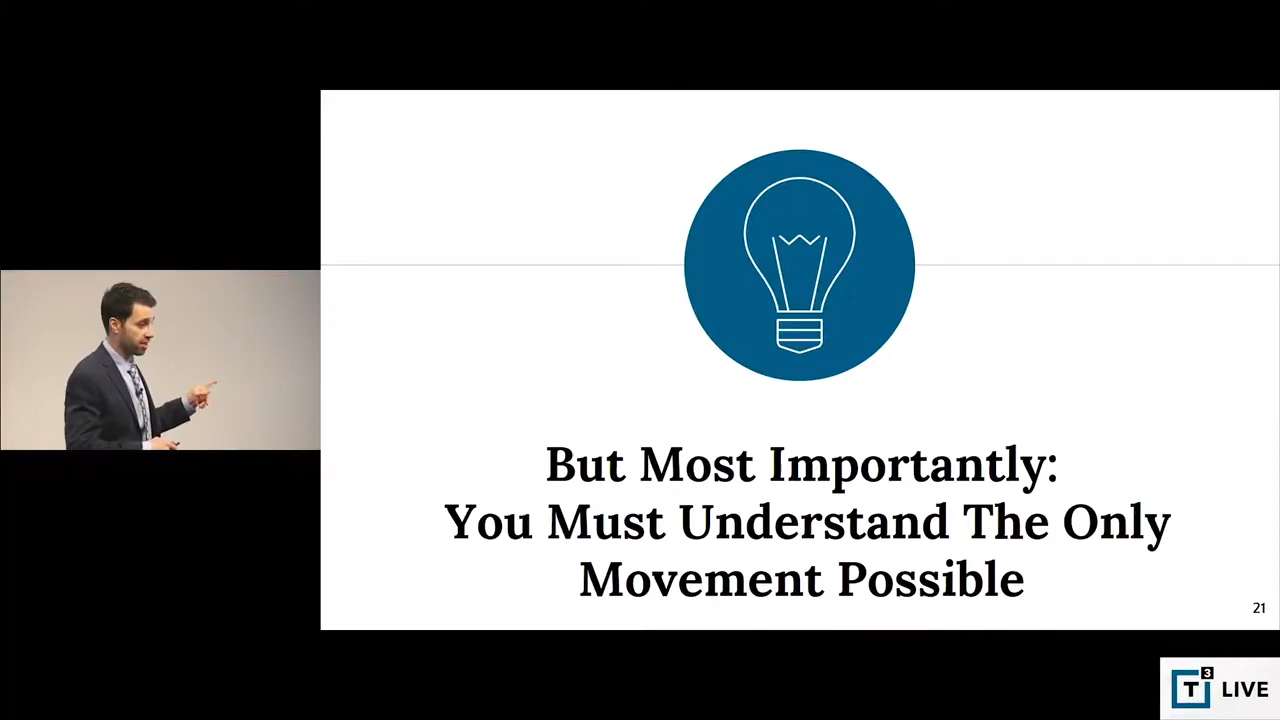 But Most Importantly:
You Must Understand The Only
Movement Possible
21
T3 LIVE